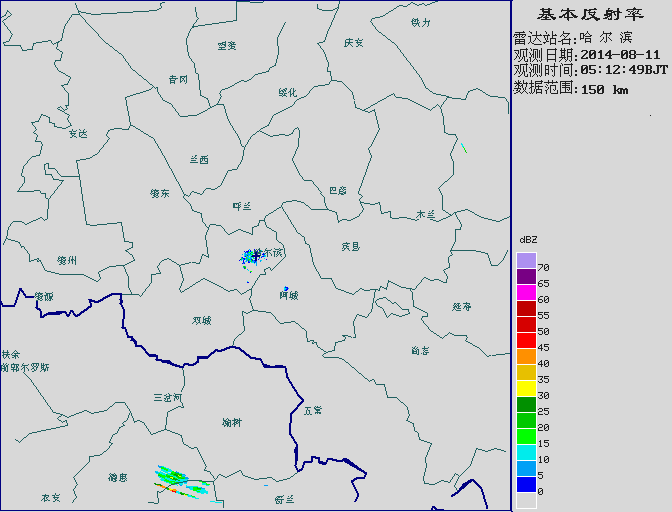 基本反射率
雷达站名:哈 尔 滨
观测日期:2014-08-11
观测时间:05:12:49BJT
数据范围:150 km
铁力
庆安
望奎
青冈
绥化
安达
兰西
肇东
巴彦
呼兰
木兰
宾县
哈尔滨
肇州
肇源
阿城
延寿
双城
尚志
扶余
前郭尔罗斯
三岔河
五常
榆树
德惠
农安
舒兰
dBZ
70
65
60
55
50
45
40
35
30
25
20
15
10
5
0